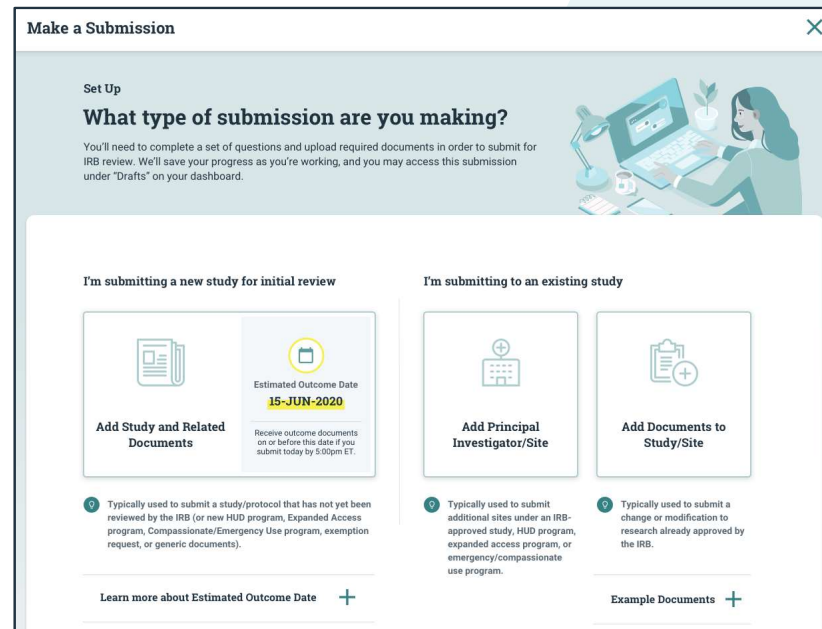 Make a Submission
Set Up
What type of submission are you making?
You'll need to complete a set of questions and upload required documents in order to submit for
IRB review. We'll save your progress as you're working, and you may access this submission
under "Drafts" on your dashboard.
I'm submitting a new study for initial review
Add Study and Related
Documents
Estimated Outcome Date
15-JUN-2020
Receive outcome documents
on or before this date if you
submit today by 5:00pm ET.
Typically used to submit a study/protocol that has not yet been
reviewed by the IRB (or new HUD program, Expanded Access
program, Compassionate/Emergency Use program, exemption
request, or generic documents).
Learn more about Estimated Outcome Date
I'm submitting to an existing study
Add Principal
Investigator/Site
Typically used to submit
additional sites under an IRB-
approved study, HUD program,
expanded access program, or
emergency/compassionate
use program.
Add Documents to
Study/Site
Typically used to submit a
change or modification to
research already approved by
the IRB.
Example Documents